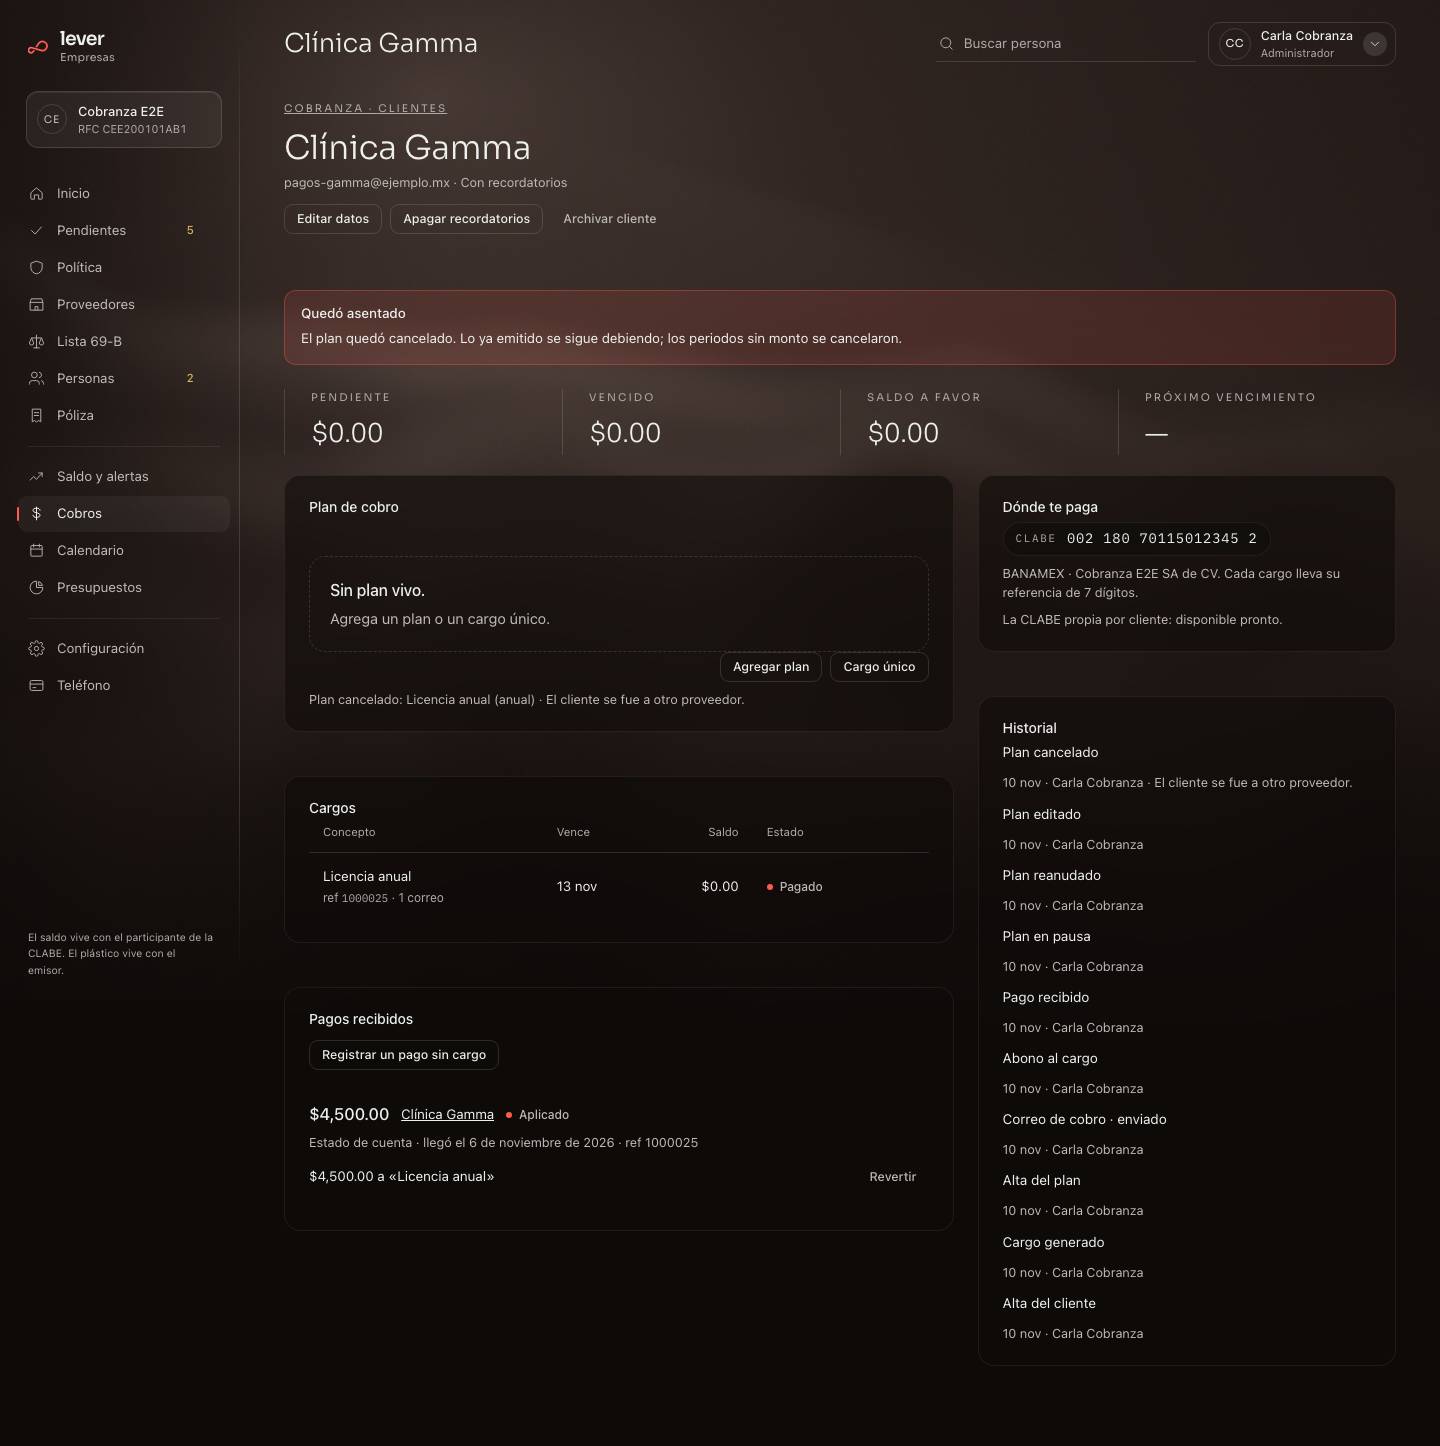 lever
Empresas
CE
Cobranza E2E
RFC CEE200101AB1
Inicio
Pendientes 5
Política
Proveedores
Lista 69-B
Personas 2
Póliza
Saldo y alertas
Cobros
Calendario
Presupuestos
Configuración
Teléfono
El saldo vive con el participante de la
CLABE. El plástico vive con el
emisor.
Clínica Gamma
Buscar persona
CC
Carla Cobranza
Administrador
COBRANZA · CLIENTES
Clínica Gamma
pagos-gamma@ejemplo.mx · Con recordatorios
Editar datos Apagar recordatorios Archivar cliente
Quedó asentado
El plan quedó cancelado. Lo ya emitido se sigue debiendo; los periodos sin monto se cancelaron.
PENDIENTE VENCIDO SALDO A FAVOR PRÓXIMO VENCIMIENTO
$0.00 $0.00 $0.00 —
Plan de cobro
Sin plan vivo.
Agrega un plan o un cargo único.
Agregar plan Cargo único
Plan cancelado: Licencia anual (anual) · El cliente se fue a otro proveedor.
Cargos
Concepto Vence Saldo Estado
Licencia anual 13 nov $0.00 Pagado
ref 1000025 · 1 correo
Pagos recibidos
Registrar un pago sin cargo
$4,500.00 Clínica Gamma Aplicado
Estado de cuenta · llegó el 6 de noviembre de 2026 · ref 1000025
$4,500.00 a «Licencia anual» Revertir
Dónde te paga
CLABE 002 180 70115012345 2
BANAMEX · Cobranza E2E SA de CV. Cada cargo lleva su
referencia de 7 dígitos.
La CLABE propia por cliente: disponible pronto.
Historial
Plan cancelado
10 nov · Carla Cobranza · El cliente se fue a otro proveedor.
Plan editado
10 nov · Carla Cobranza
Plan reanudado
10 nov · Carla Cobranza
Plan en pausa
10 nov · Carla Cobranza
Pago recibido
10 nov · Carla Cobranza
Abono al cargo
10 nov · Carla Cobranza
Correo de cobro · enviado
10 nov · Carla Cobranza
Alta del plan
10 nov · Carla Cobranza
Cargo generado
10 nov · Carla Cobranza
Alta del cliente
10 nov · Carla Cobranza